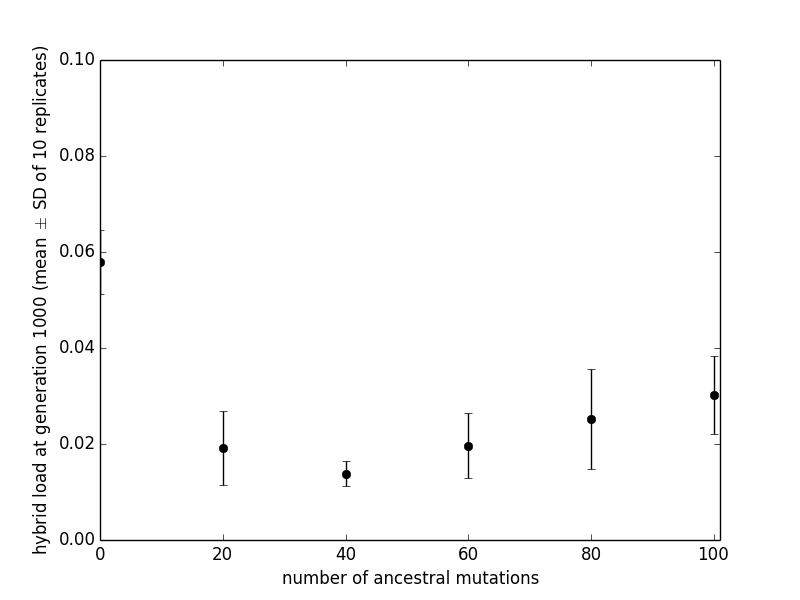 hybrid load at generation 1000 (mean ± SD of 10 replicates)
0.10
0.08
0.06
0.04
0.02
0.00
0 20 40 60 80 100
number of ancestral mutations